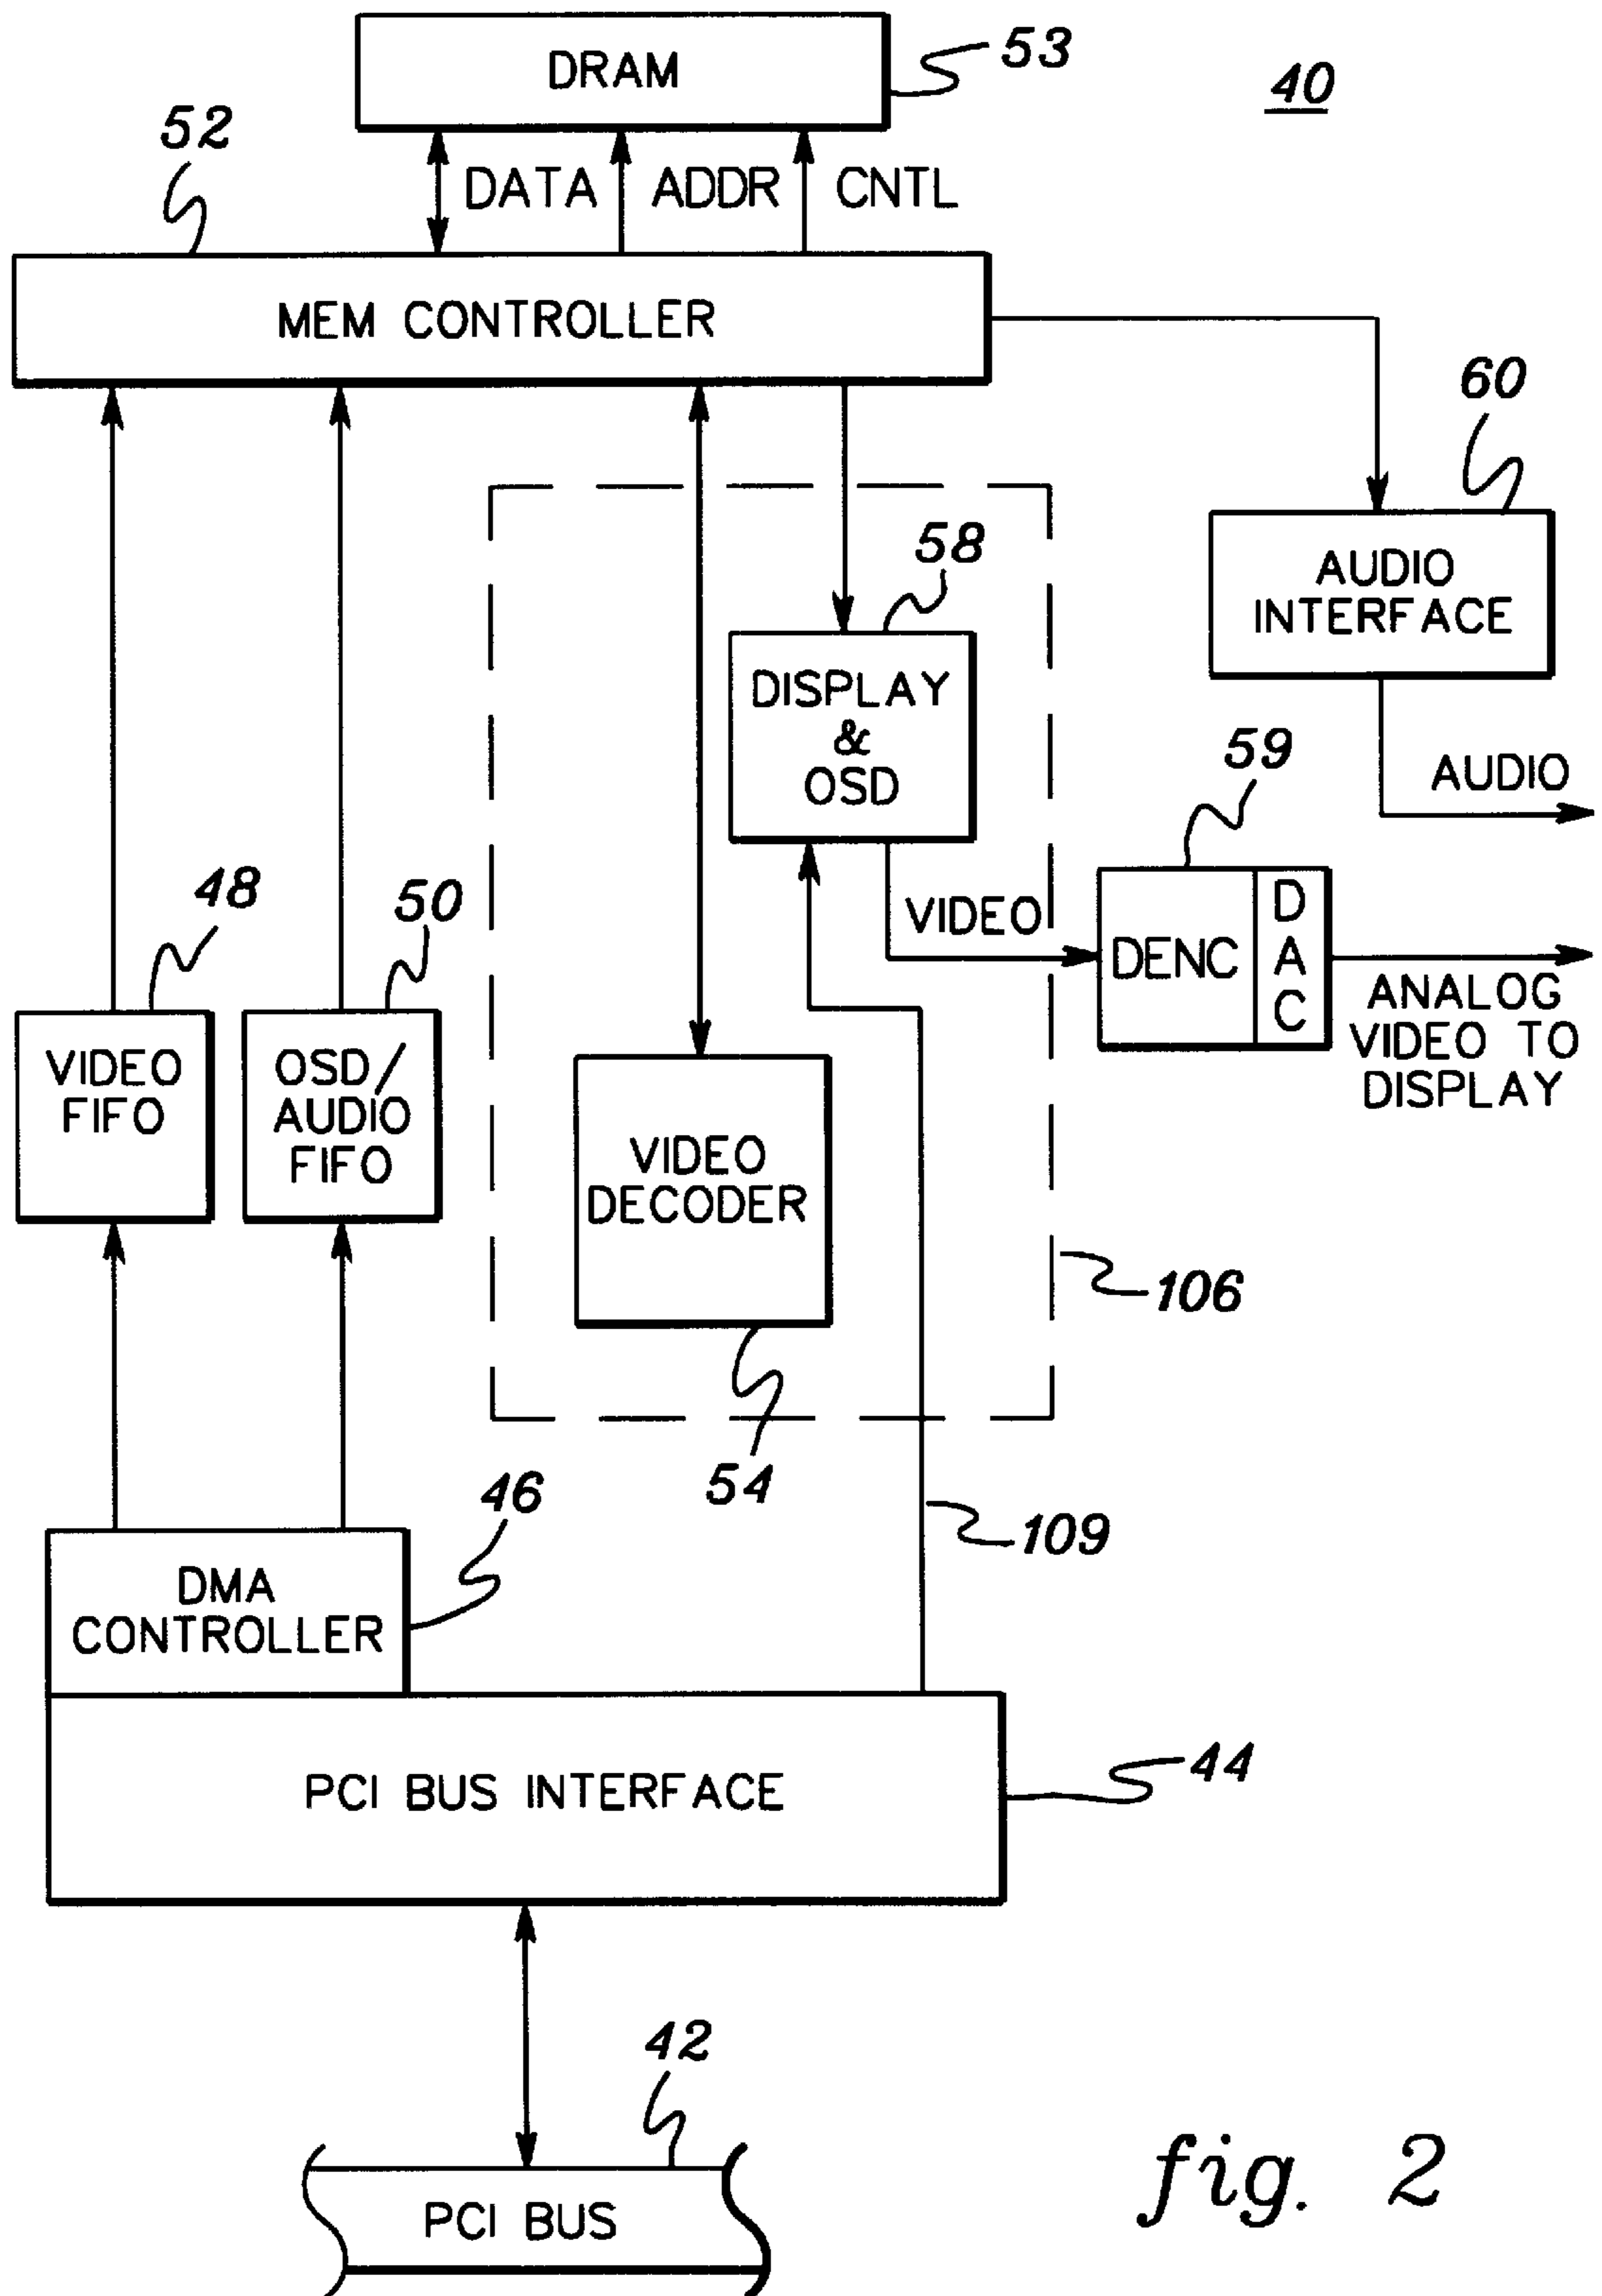 DRAM
53
40
52
DATA
ADDR
CNTL
MEM CONTROLLER
60
AUDIO
INTERFACE
58
DISPLAY
&
OSD
59
AUDIO
48
50
VIDEO
DENC
DAC
ANALOG
VIDEO TO
DISPLAY
VIDEO
FIFO
OSD/
AUDIO
FIFO
VIDEO
DECODER
106
54
46
109
DMA
CONTROLLER
PCI BUS INTERFACE
44
42
PCI BUS
fig. 2